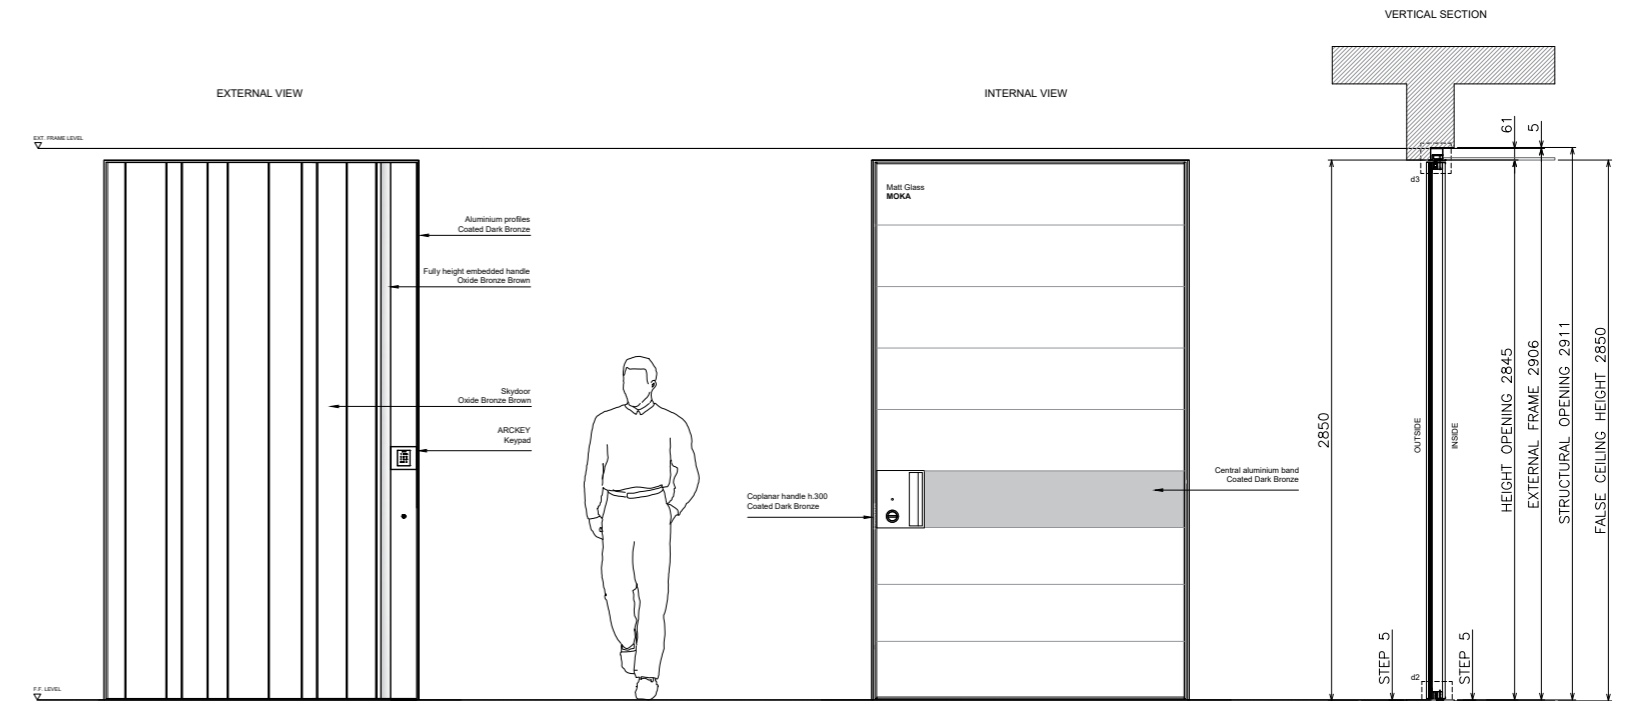 VERTICAL SECTION
EXTERNAL VIEW
INTERNAL VIEW
EXT. FRAME LEVEL
61
5
Matt Glass
MOKA
d3
Aluminium profiles
Coated Dark Bronze
Fully height embedded handle
Oxide Bronze Brown
Skydoor
Oxide Bronze Brown
ARCKEY
Keypad
Coplanar handle h.300
Coated Dark Bronze
Central aluminium band
Coated Dark Bronze
2850
OUTSIDE
INSIDE
HEIGHT OPENING 2845
EXTERNAL FRAME 2906
STRUCTURAL OPENING 2911
FALSE CEILING HEIGHT 2850
STEP 5
STEP 5
d2
F.F. LEVEL